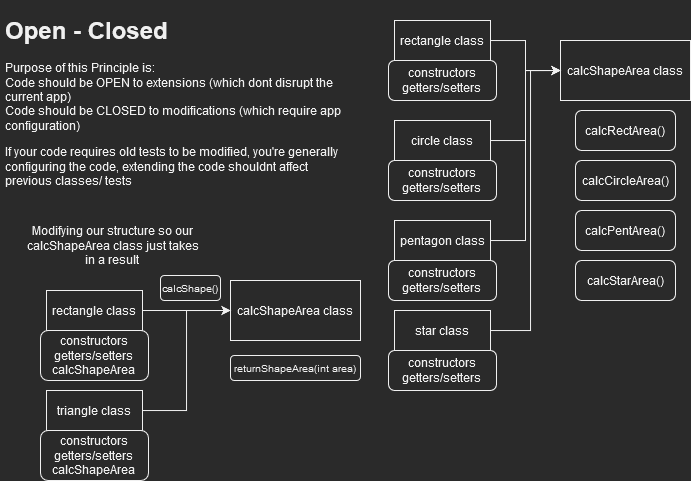 Open - Closed
Purpose of this Principle is:
Code should be OPEN to extensions (which dont disrupt the
current app)
Code should be CLOSED to modifications (which require app
configuration)
If your code requires old tests to be modified, you're generally
configuring the code, extending the code shouldnt affect
previous classes/ tests
Modifying our structure so our
calcShapeArea class just takes
in a result
calcShape()
rectangle class
constructors
getters/setters
calcShapeArea
triangle class
constructors
getters/setters
calcShapeArea
calcShapeArea class
returnShapeArea(int area)
rectangle class
constructors
getters/setters
circle class
constructors
getters/setters
pentagon class
constructors
getters/setters
star class
constructors
getters/setters
calcShapeArea class
calcRectArea()
calcCircleArea()
calcPentArea()
calcStarArea()